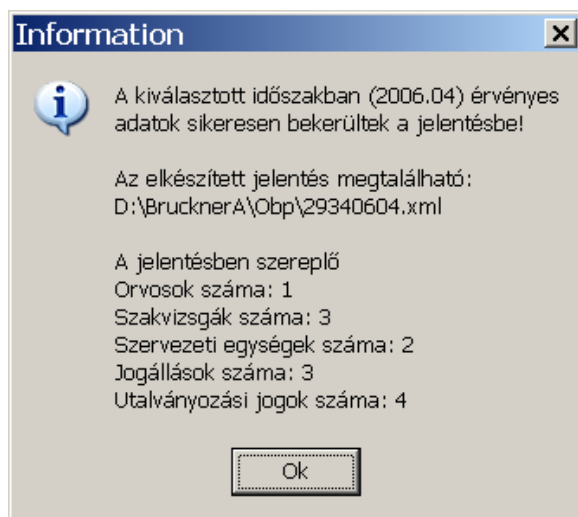 Information
A kiválasztott időszakban (2006.04) érvényes
adatok sikeresen bekerültek a jelentésbe!
Az elkészített jelentés megtalálható:
D:\BrucknerA\Obp\29340604.xml
A jelentésben szereplő
Orvosok száma: 1
Szakvizsgák száma: 3
Szervezeti egységek száma: 2
Jogállások száma: 3
Utalványozási jogok száma: 4
Ok